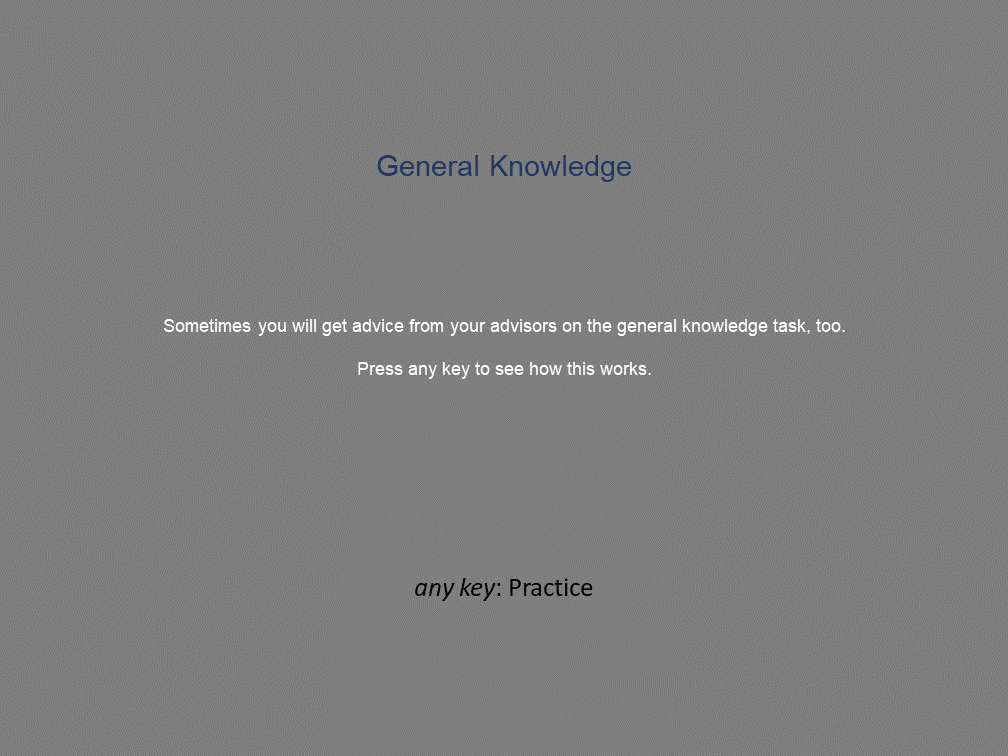 General Knowledge
Sometimes you will get advice from your advisors on the general knowledge task, too.
Press any key to see how this works.
any key: Practice